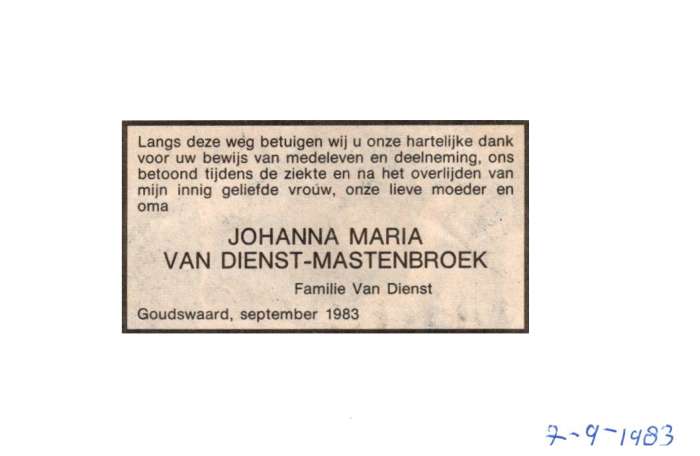 Langs deze weg betuigen wij u onze hartelijke dank
voor uw bewijs van medeleven en deelneming, ons
betoond tijdens de ziekte en na het overlijden van
mijn innig geliefde vrouw, onze lieve moeder en
oma
JOHANNA MARIA
VAN DIENST-MASTENBROEK
Familie Van Dienst
Goudswaard, september 1983
7-9-1983